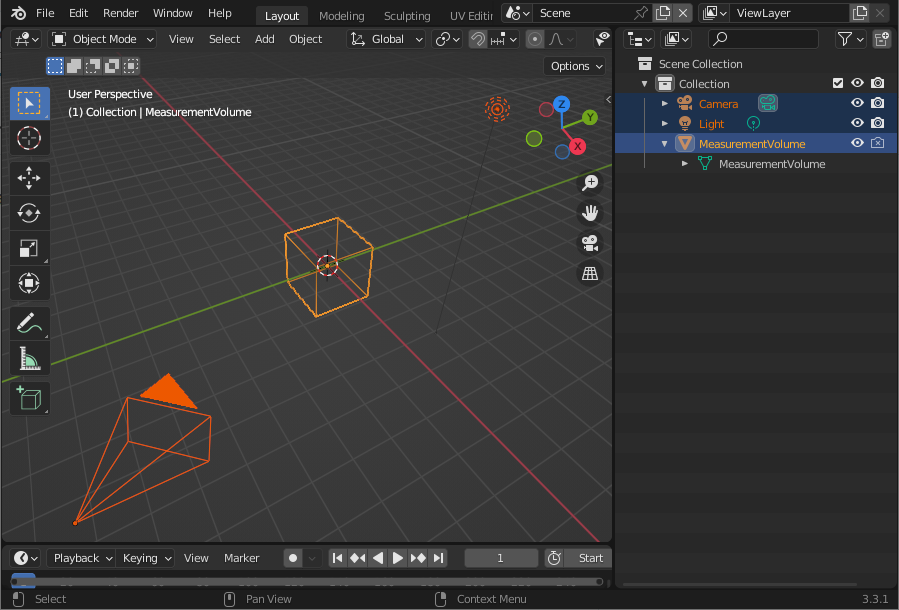 File Edit Render Window Help Layout Modeling Sculpting UV Editin Scene ViewLayer
Object Mode View Select Add Object Global
Options
User Perspective
(1) Collection | MeasurementVolume
Z
Y
X
Scene Collection
Collection
Camera
Light
MeasurementVolume
MeasurementVolume
Playback Keying View Marker 1 Start
Select Pan View Context Menu 3.3.1